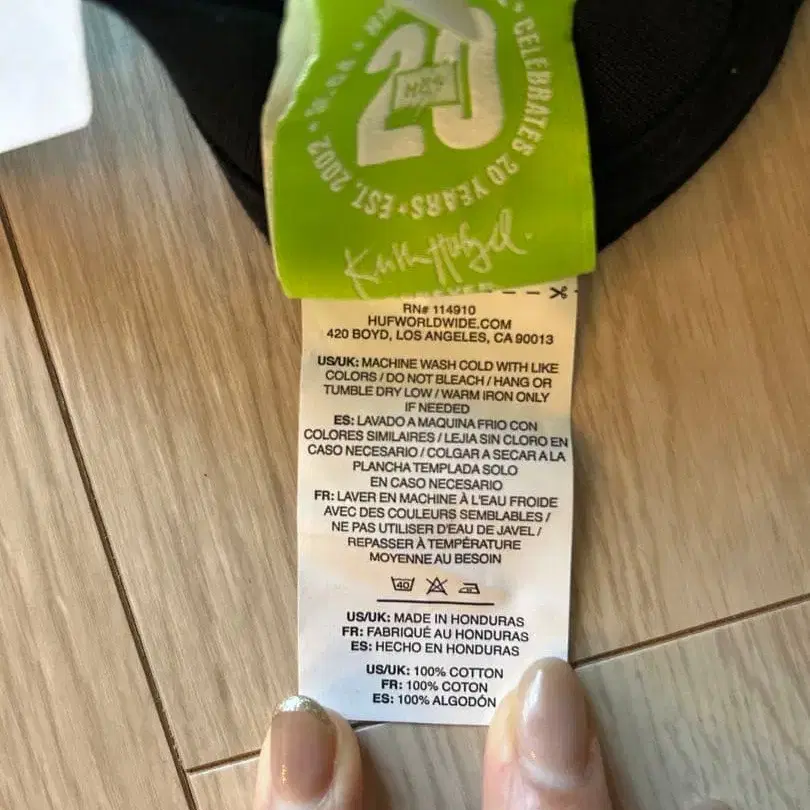 CELEBRATES 20 YEARS • EST. 2002 •
20
HUF
Keith Hufnagel
FOREVER
RN# 114910
HUFWORLDWIDE.COM
420 BOYD, LOS ANGELES, CA 90013
US/UK: MACHINE WASH COLD WITH LIKE
COLORS / DO NOT BLEACH / HANG OR
TUMBLE DRY LOW / WARM IRON ONLY
IF NEEDED
ES: LAVADO A MAQUINA FRIO CON
COLORES SIMILAIRES / LEJIA SIN CLORO EN
CASO NECESARIO / COLGAR A SECAR A LA
PLANCHA TEMPLADA SOLO
EN CASO NECESARIO
FR: LAVER EN MACHINE À L'EAU FROIDE
AVEC DES COULEURS SEMBLABLES /
NE PAS UTILISER D'EAU DE JAVEL /
REPASSER À TEMPÉRATURE
MOYENNE AU BESOIN
40
US/UK: MADE IN HONDURAS
FR: FABRIQUÉ AU HONDURAS
ES: HECHO EN HONDURAS
US/UK: 100% COTTON
FR: 100% COTON
ES: 100% ALGODÓN